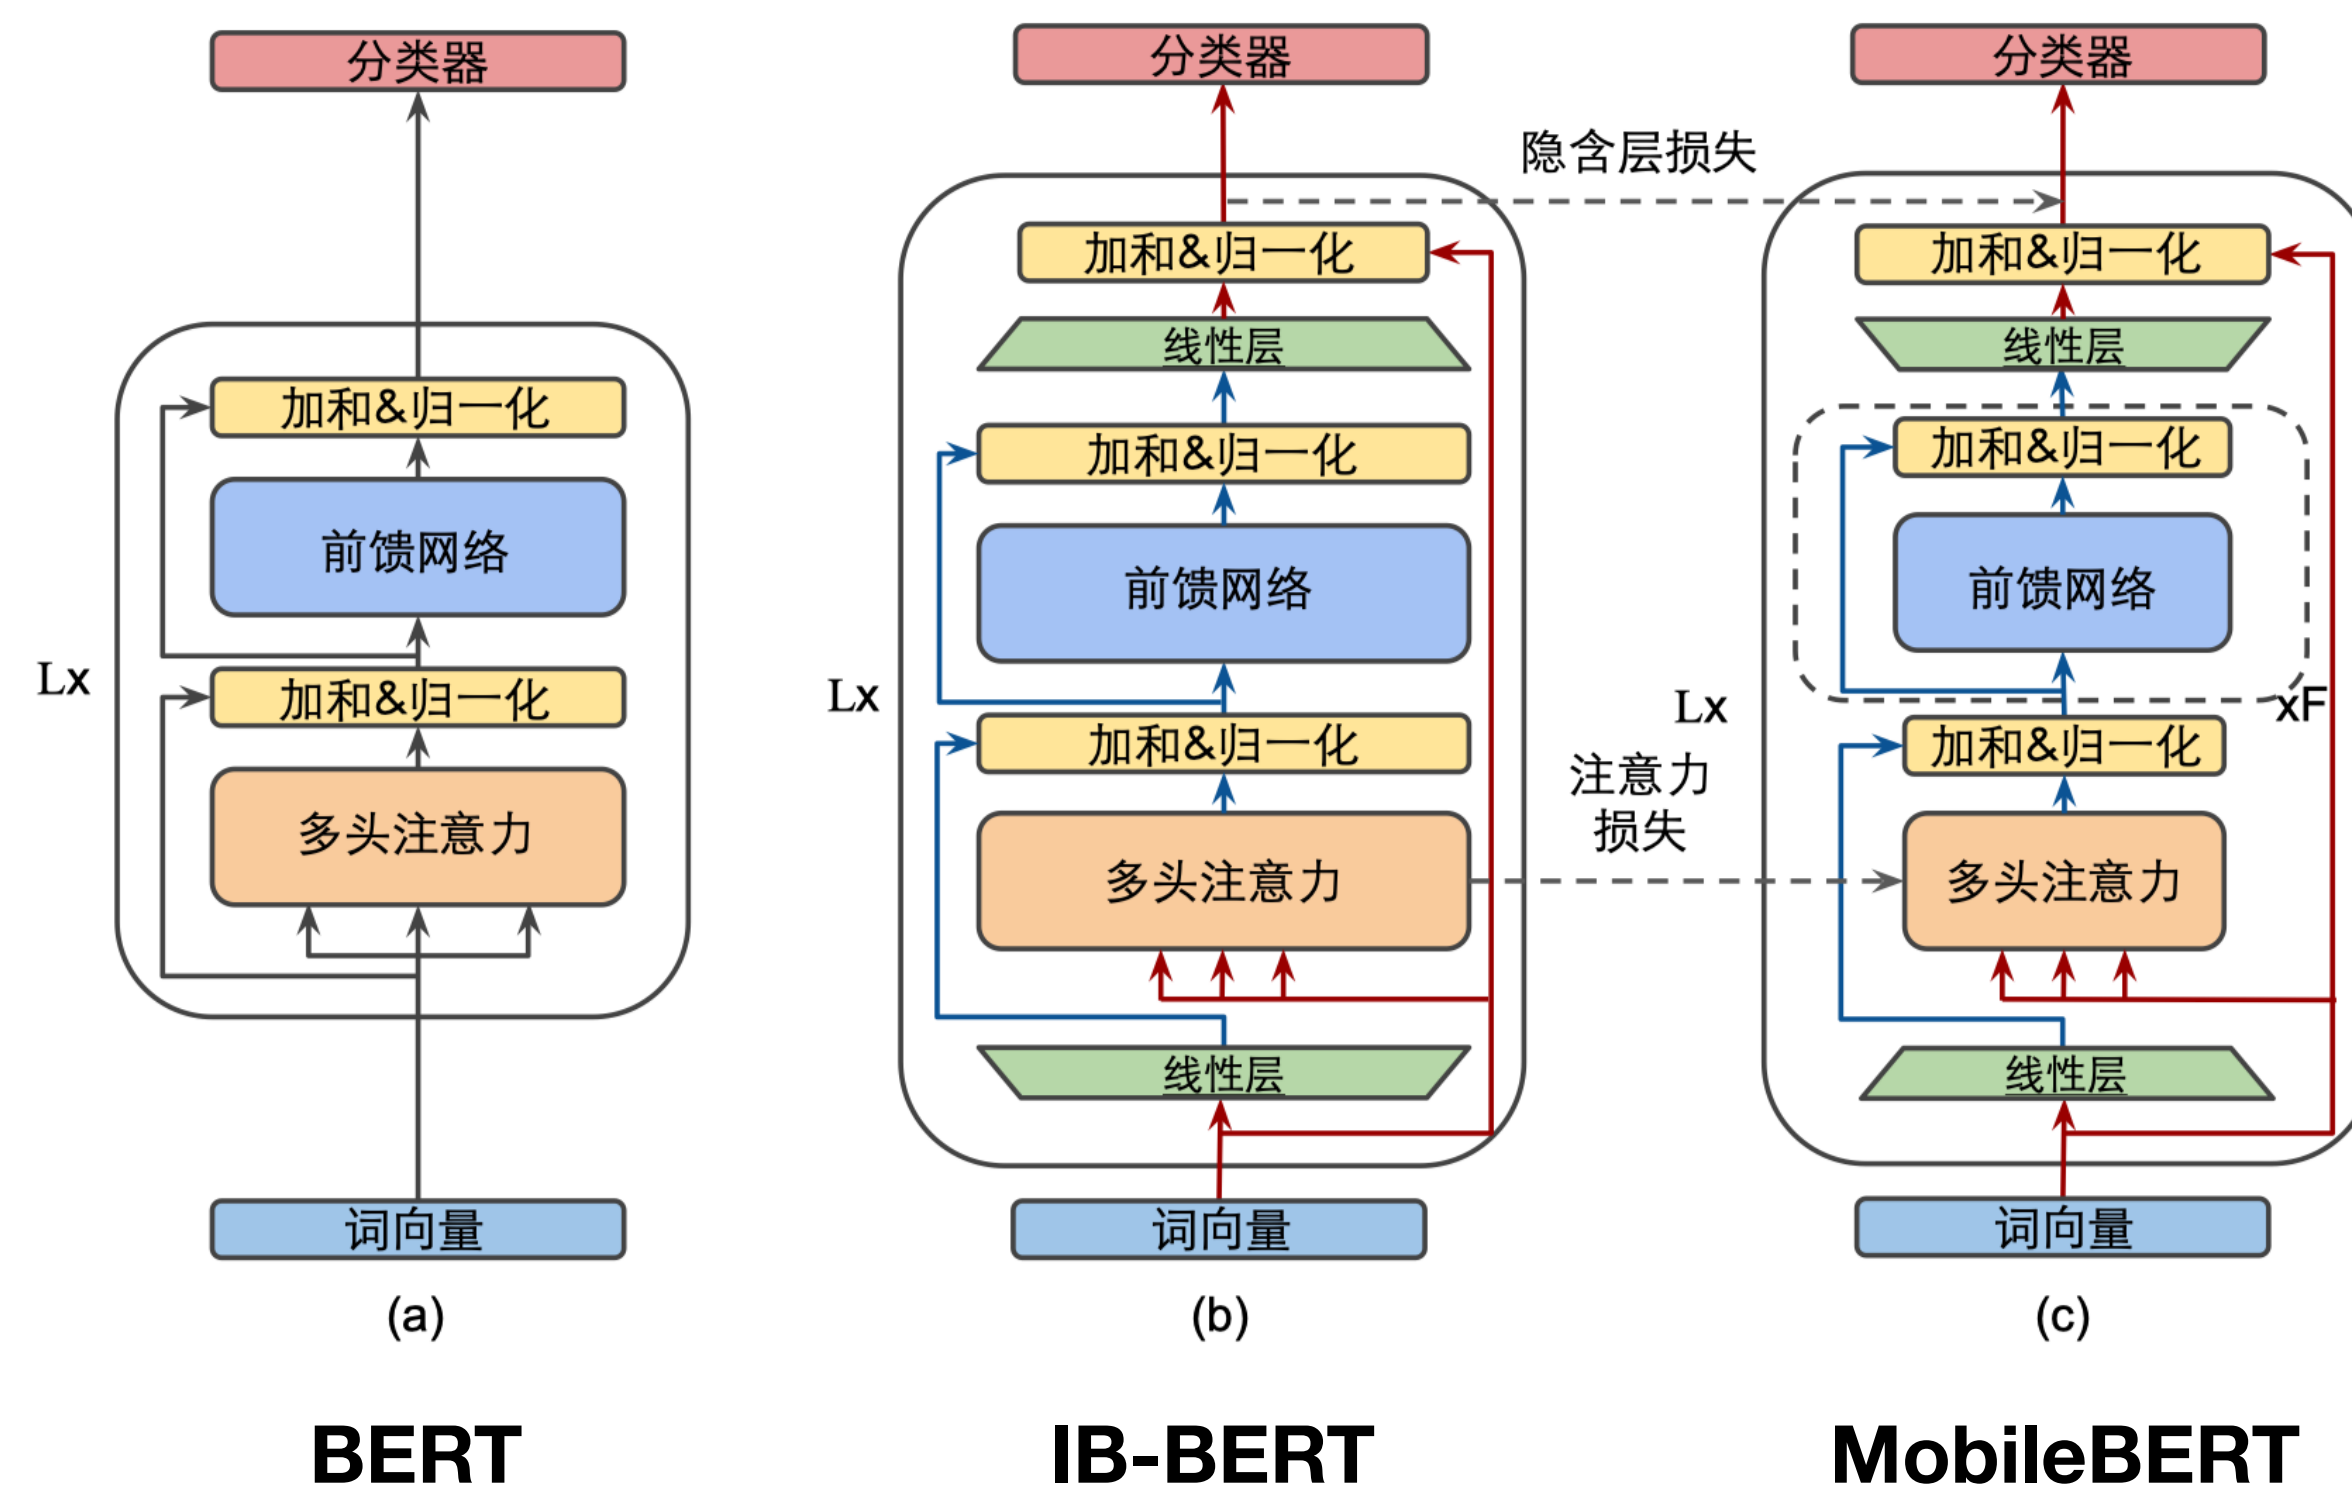 分类器
加和&归一化
前馈网络
Lx
加和&归一化
多头注意力
词向量
(a)
BERT
分类器
加和&归一化
线性层
加和&归一化
前馈网络
Lx
加和&归一化
多头注意力
线性层
词向量
(b)
IB-BERT
隐含层损失
注意力
损失
分类器
加和&归一化
线性层
加和&归一化
前馈网络
xF
Lx
加和&归一化
多头注意力
线性层
词向量
(c)
MobileBERT